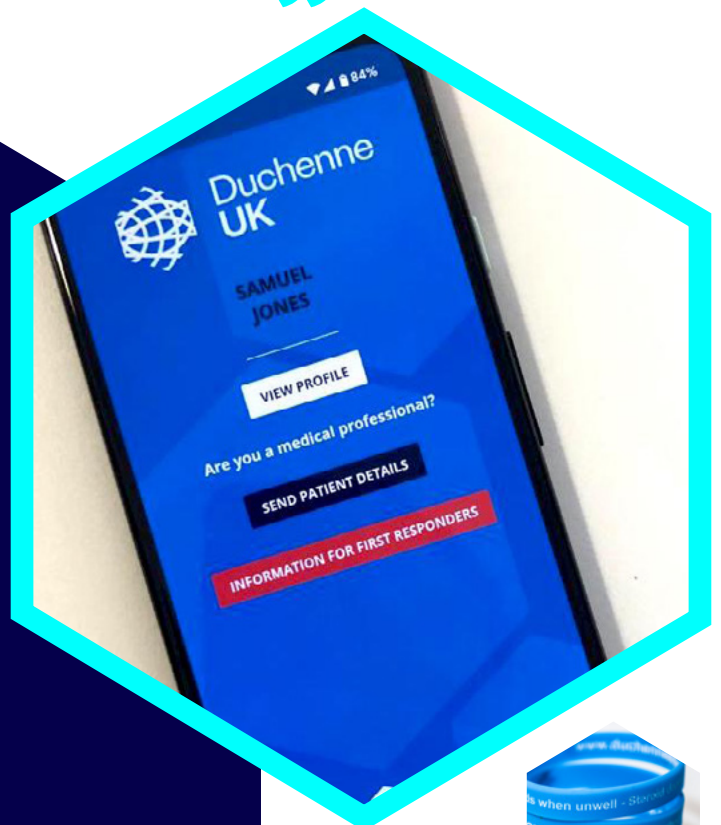 84%
Duchenne
UK
SAMUEL
JONES
VIEW PROFILE
Are you a medical professional?
SEND PATIENT DETAILS
INFORMATION FOR FIRST RESPONDERS
when unwell -